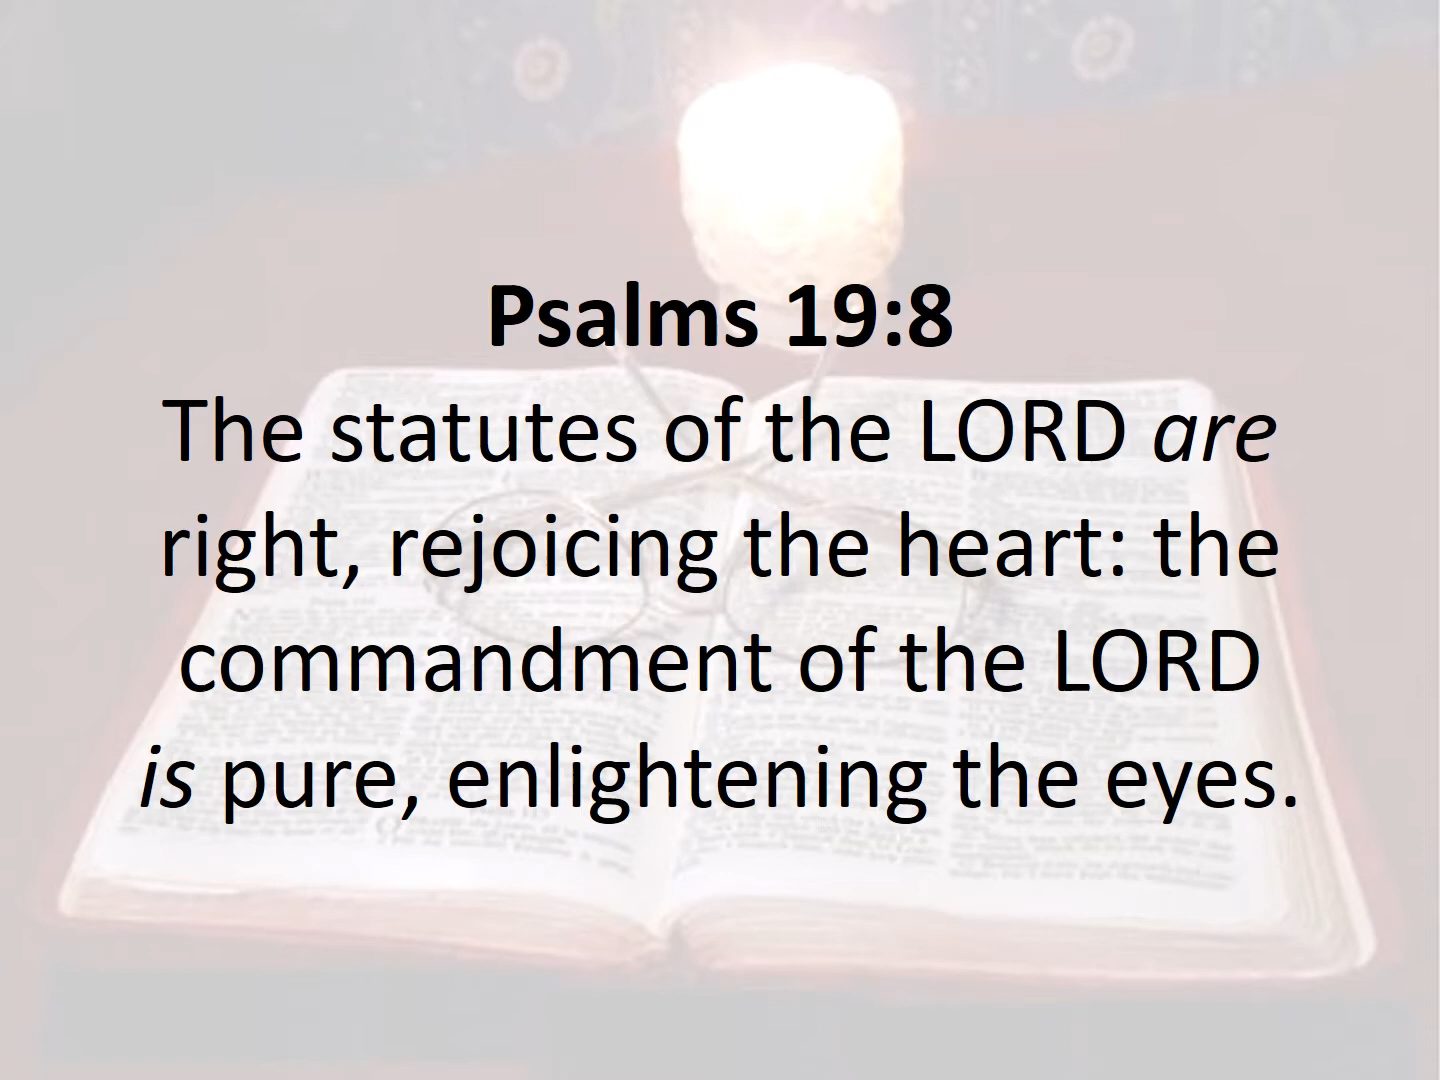 Psalms 19:8
The statutes of the LORD are
right, rejoicing the heart: the
commandment of the LORD
is pure, enlightening the eyes.